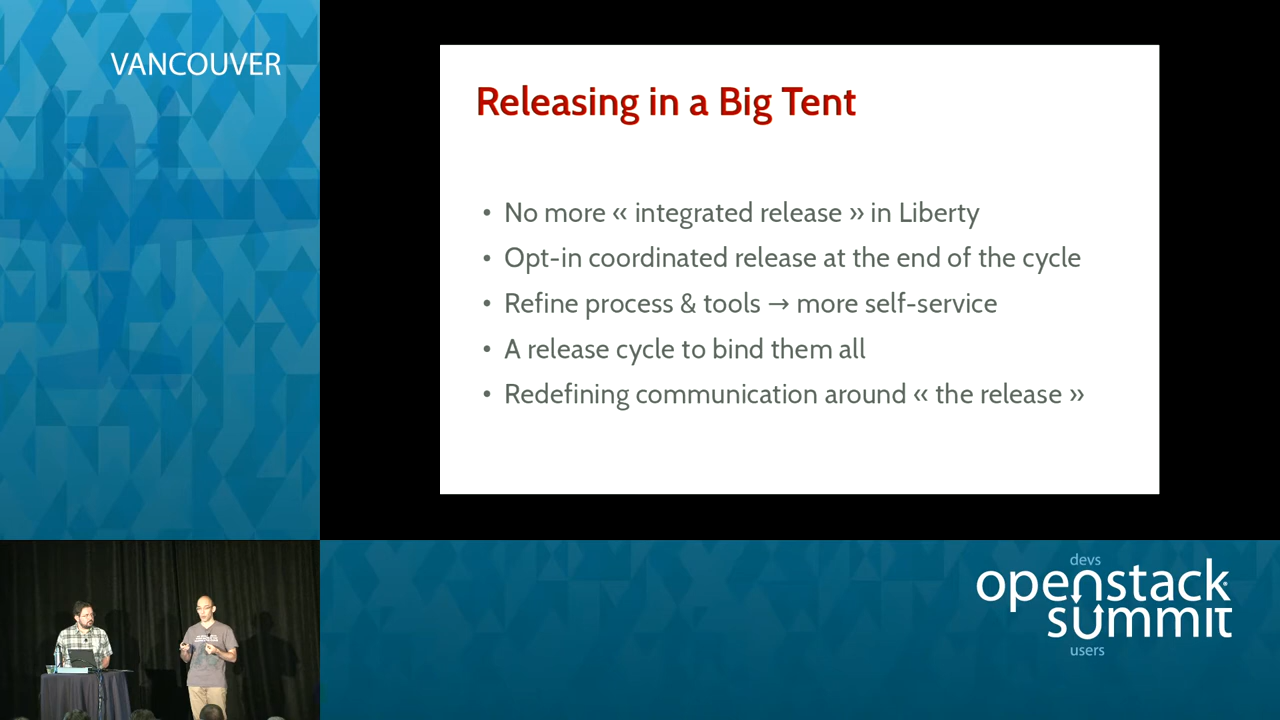 VANCOUVER
Releasing in a Big Tent
• No more « integrated release » in Liberty
• Opt-in coordinated release at the end of the cycle
• Refine process & tools → more self-service
• A release cycle to bind them all
• Redefining communication around « the release »
devs
openstack
summit
users